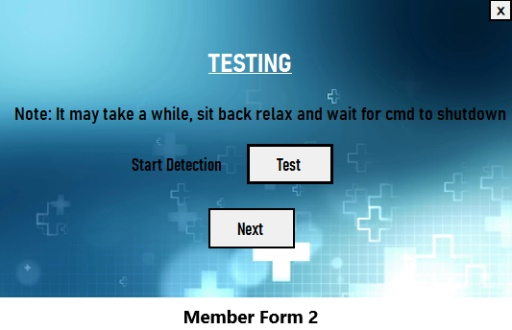 x
TESTING
Note: It may take a while, sit back relax and wait for cmd to shutdown
Start Detection Test
Next
Member Form 2